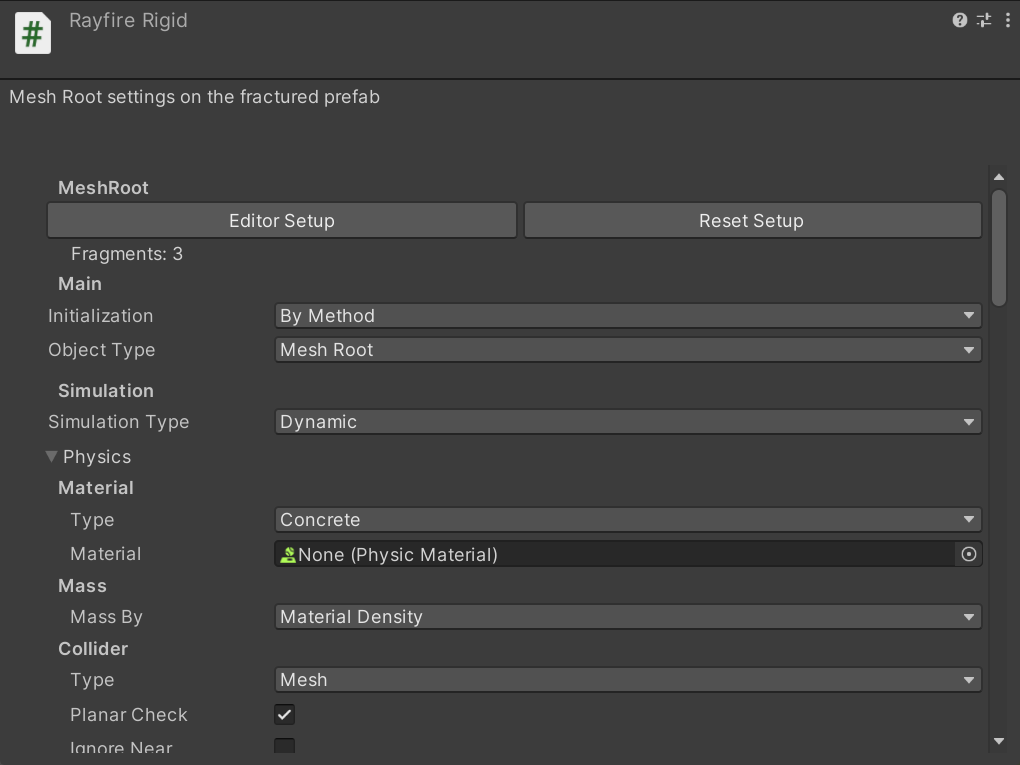 Rayfire Rigid
Mesh Root settings on the fractured prefab
MeshRoot
Editor Setup Reset Setup
Fragments: 3
Main
Initialization By Method
Object Type Mesh Root
Simulation
Simulation Type Dynamic
Physics
Material
Type Concrete
Material None (Physic Material)
Mass
Mass By Material Density
Collider
Type Mesh
Planar Check
Ignore Near